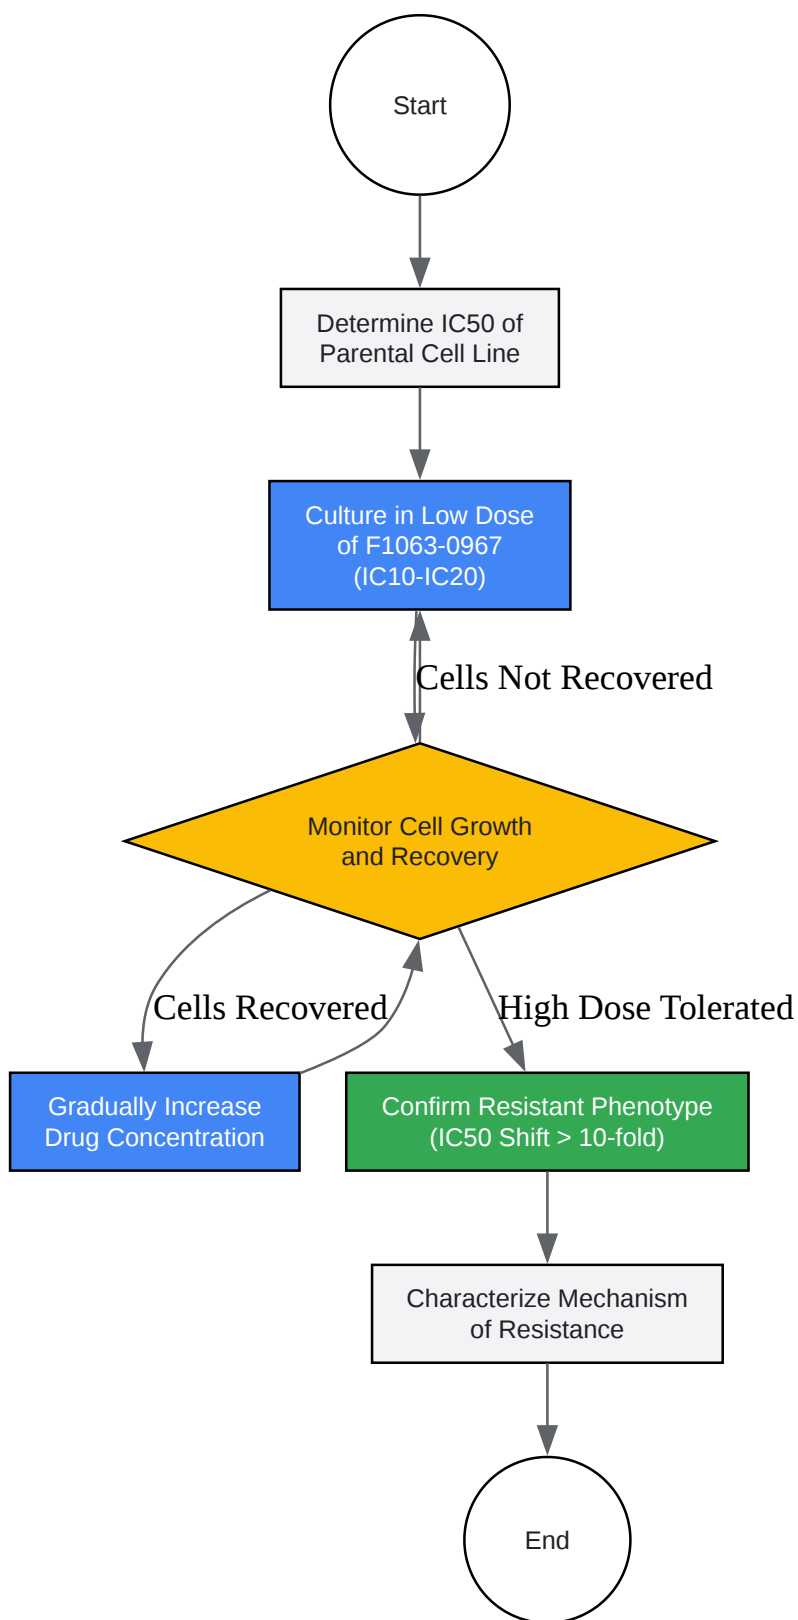 Start
Determine IC50 of
Parental Cell Line
Culture in Low Dose
of F1063-0967
(IC10-IC20)
Cells Not Recovered
Monitor Cell Growth
and Recovery
Cells Recovered
High Dose Tolerated
Gradually Increase
Drug Concentration
Confirm Resistant Phenotype
(IC50 Shift > 10-fold)
Characterize Mechanism
of Resistance
End